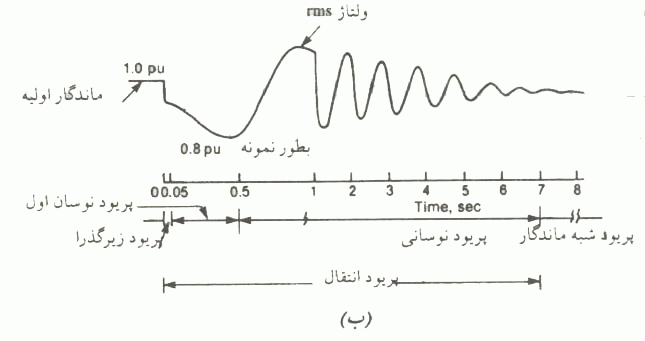 ولتاژ rms
1.0 pu
ماندگار اولیه
0.8 pu بطور نمونه
0 0.05 0.5 1 2 3 4 5 6 7 8
Time, sec
پریود نوسان اول
پریود زیرگذرا
پریود نوسانی
پریود شبه ماندگار
پریود انتقال
(ب)